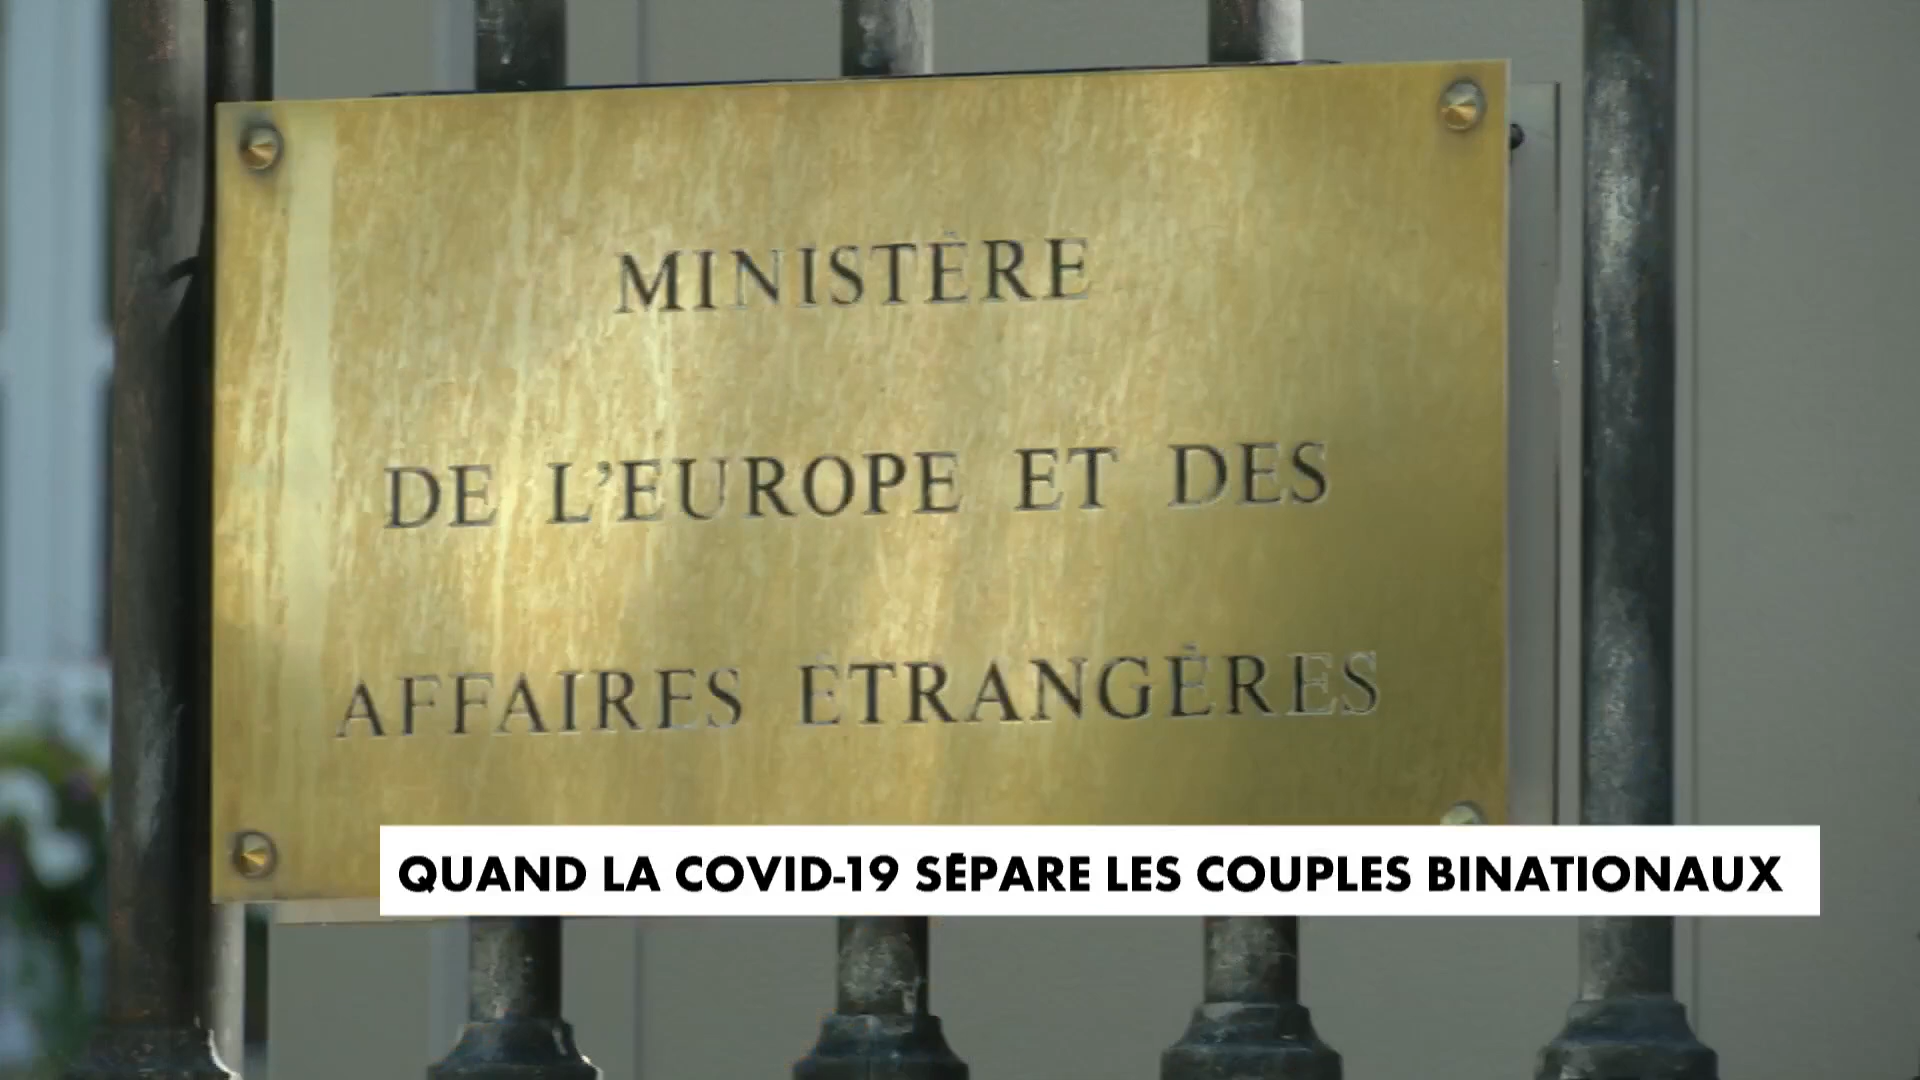 MINISTÈRE
DE L'EUROPE ET DES
AFFAIRES ÉTRANGÈRES
QUAND LA COVID-19 SÉPARE LES COUPLES BINATIONAUX